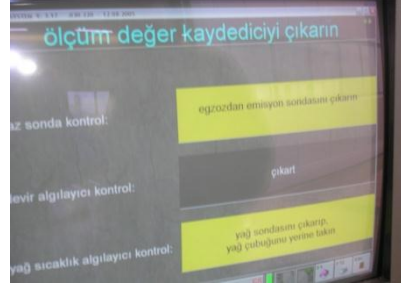 ölçüm değer kaydediciyi çıkarın
egzozdan emisyon sondasını çıkarın
sonda kontrol:
çıkart
devir algılayıcı kontrol:
yağ sondasını çıkarıp,
yağ çubuğunu yerine takın
yağ sıcaklık algılayıcı kontrol: